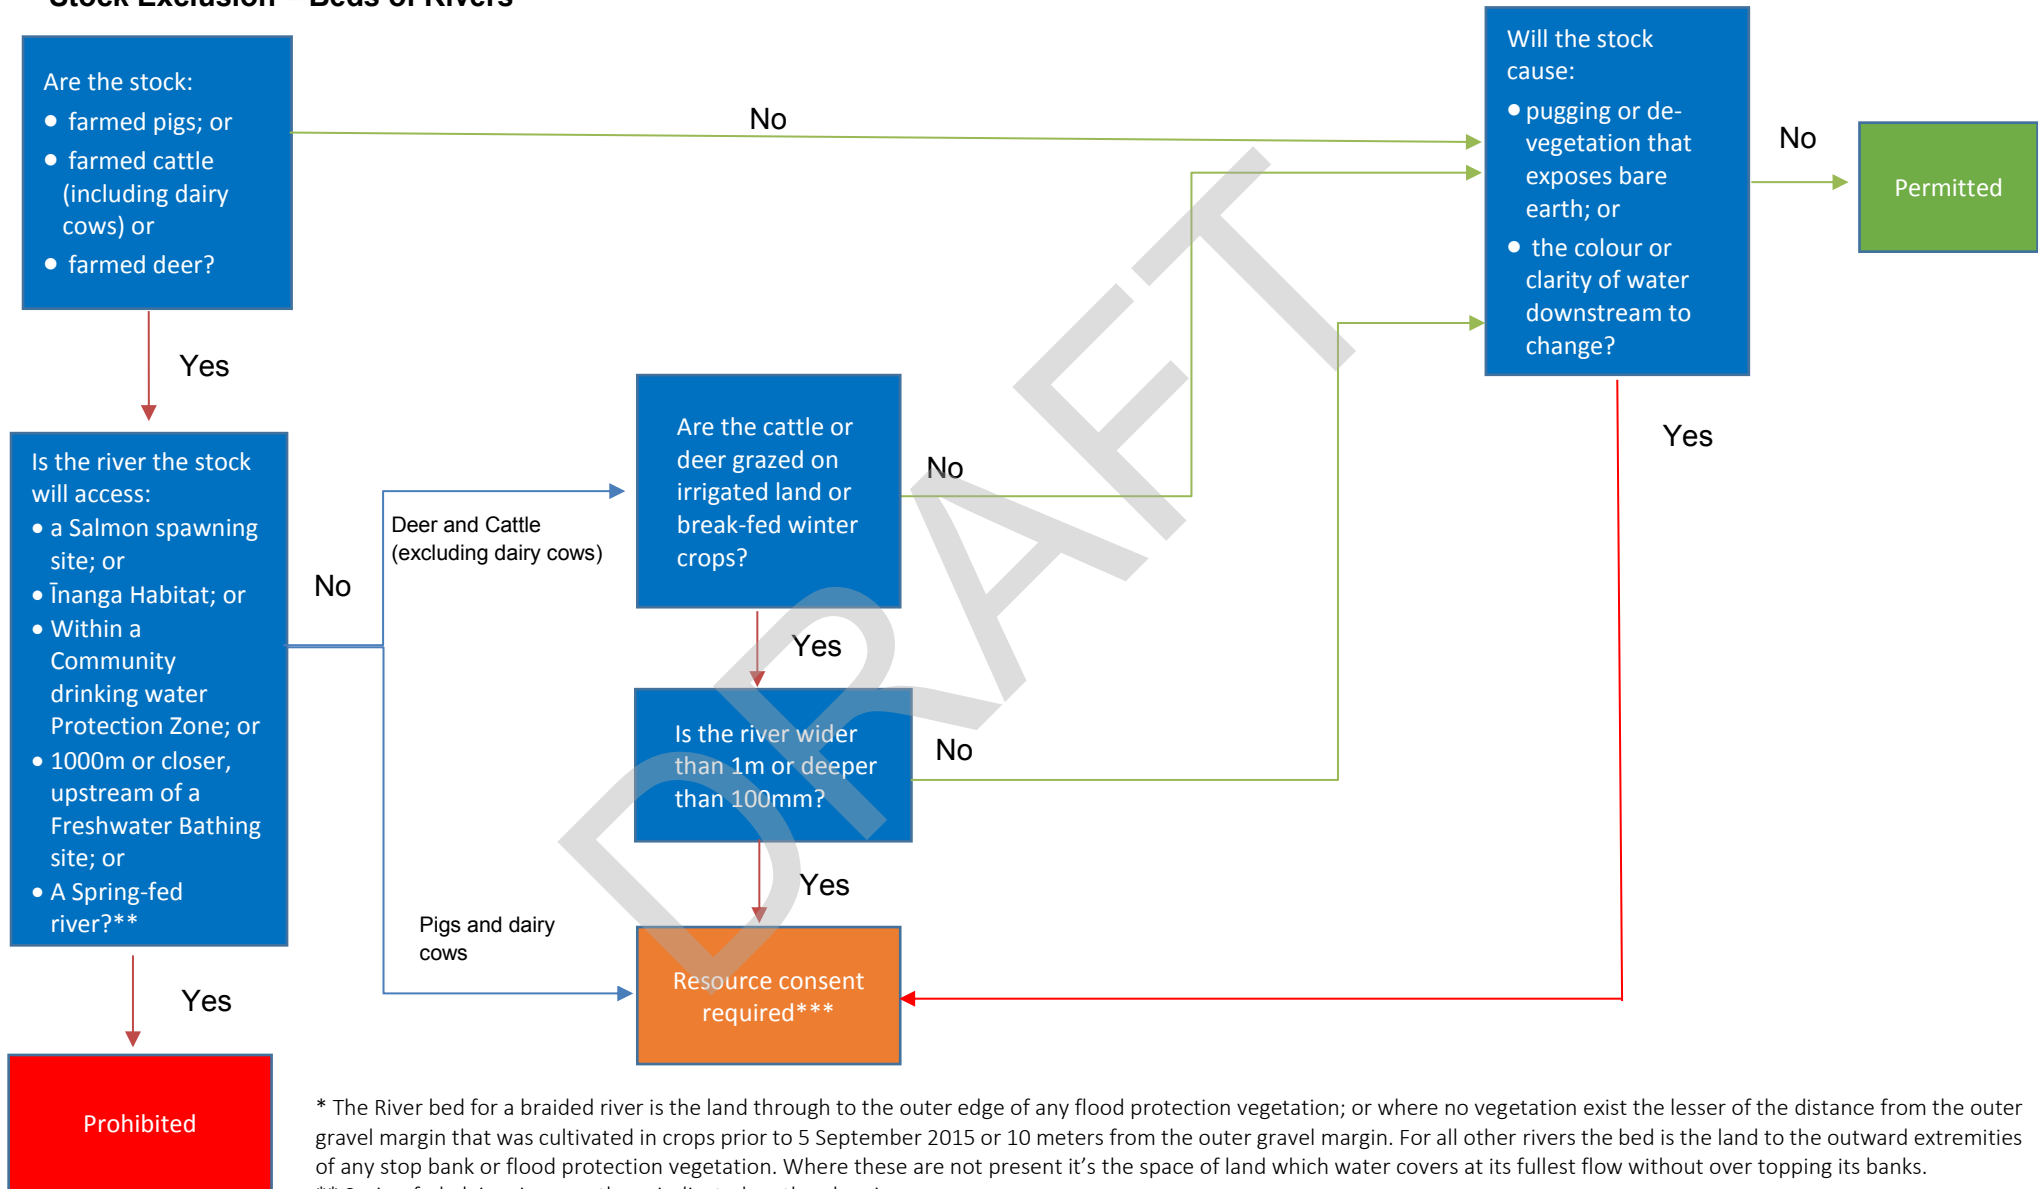 Stock Exclusion – Beds of Rivers
Are the stock:
• farmed pigs; or
• farmed cattle
(including dairy
cows) or
• farmed deer?
No
Yes
Is the river the stock
will access:
• a Salmon spawning
site; or
• Īnanga Habitat; or
• Within a
Community
drinking water
Protection Zone; or
• 1000m or closer,
upstream of a
Freshwater Bathing
site; or
• A Spring-fed
river?**
Yes
Prohibited
No
Deer and Cattle
(excluding dairy cows)
Pigs and dairy
cows
Are the cattle or
deer grazed on
irrigated land or
break-fed winter
crops?
No
Yes
Is the river wider
than 1m or deeper
than 100mm?
No
Yes
Resource consent
required***
Will the stock
cause:
• pugging or de-
vegetation that
exposes bare
earth; or
• the colour or
clarity of water
downstream to
change?
No
Yes
Permitted
DRAFT
* The River bed for a braided river is the land through to the outer edge of any flood protection vegetation; or where no vegetation exist the lesser of the distance from the outer
gravel margin that was cultivated in crops prior to 5 September 2015 or 10 meters from the outer gravel margin. For all other rivers the bed is the land to the outward extremities
of any stop bank or flood protection vegetation. Where these are not present it's the space of land which water covers at its fullest flow without over topping its banks.